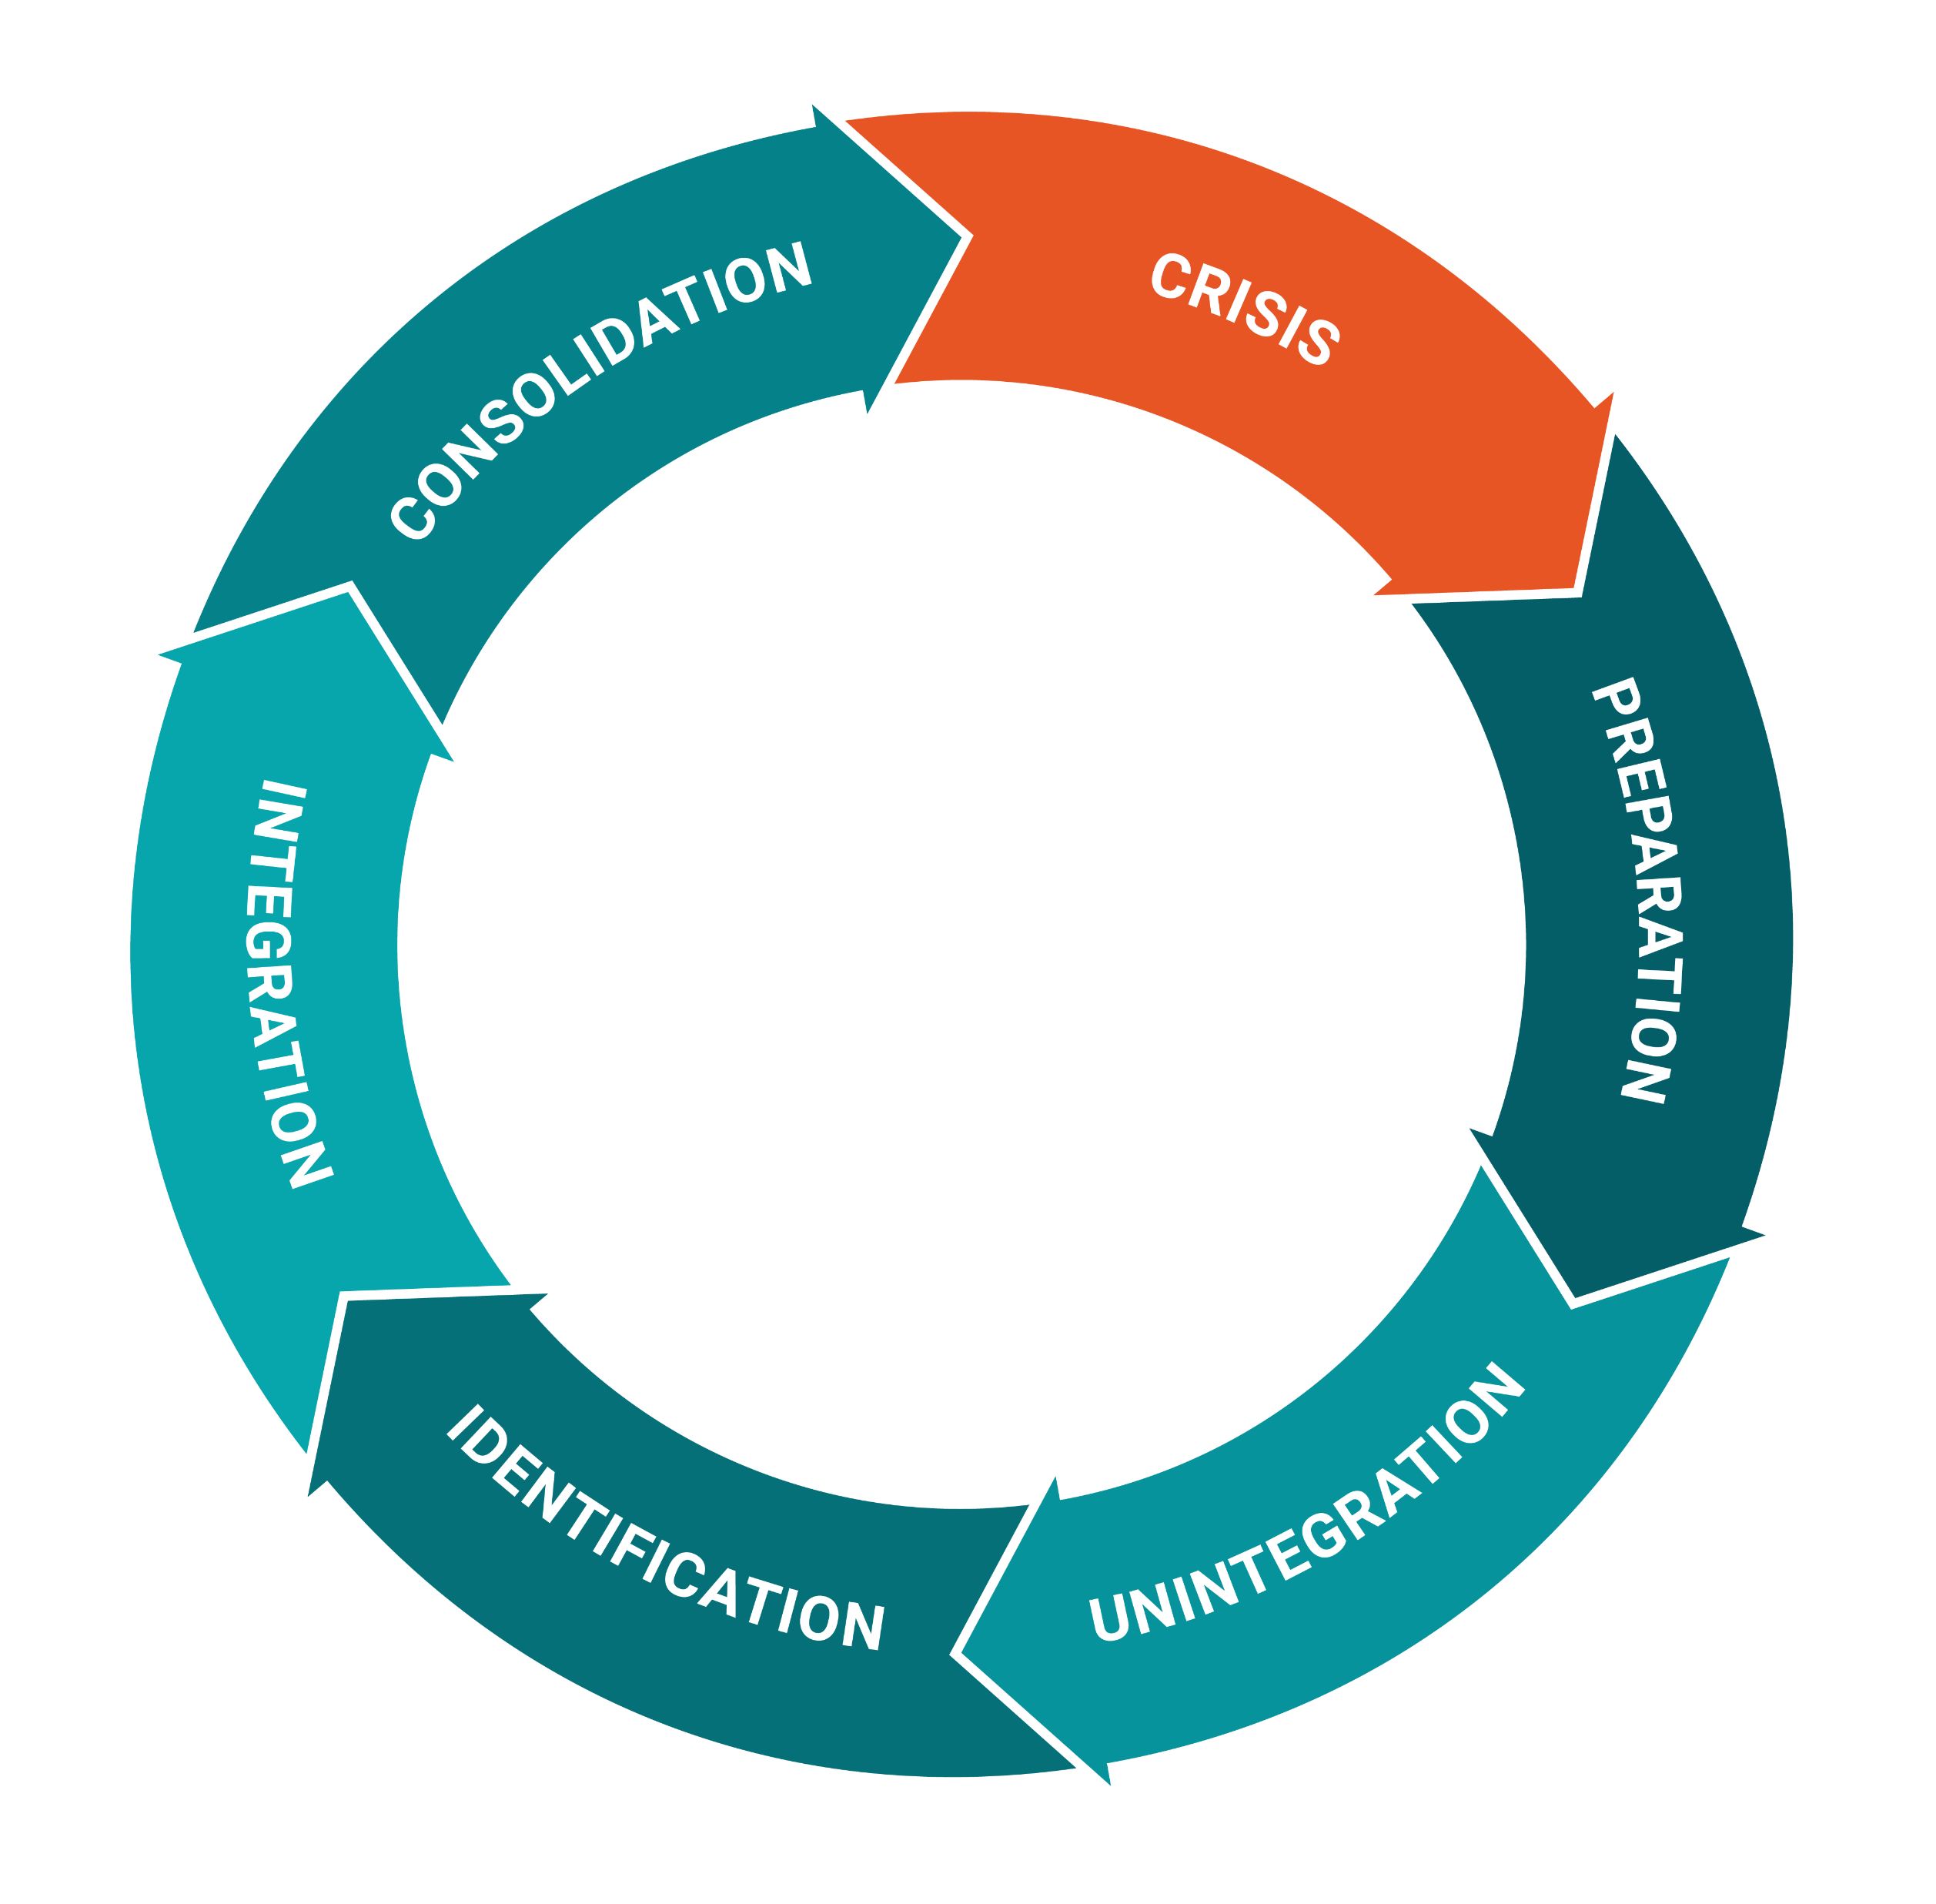 CRISIS
PREPARATION
UNINTEGRATION
IDENTIFICATION
INTEGRATION
CONSOLIDATION